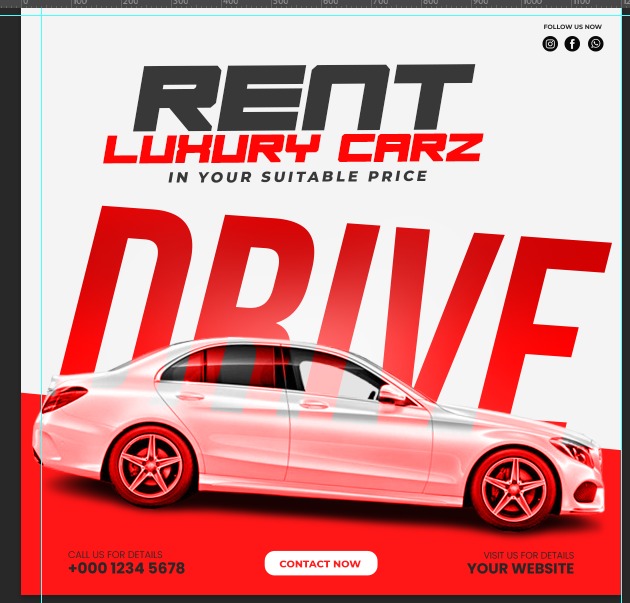 FOLLOW US NOW
RENT
LUXURY CARZ
IN YOUR SUITABLE PRICE
DRIVE
CALL US FOR DETAILS
+000 1234 5678
CONTACT NOW
VISIT US FOR DETAILS
YOUR WEBSITE